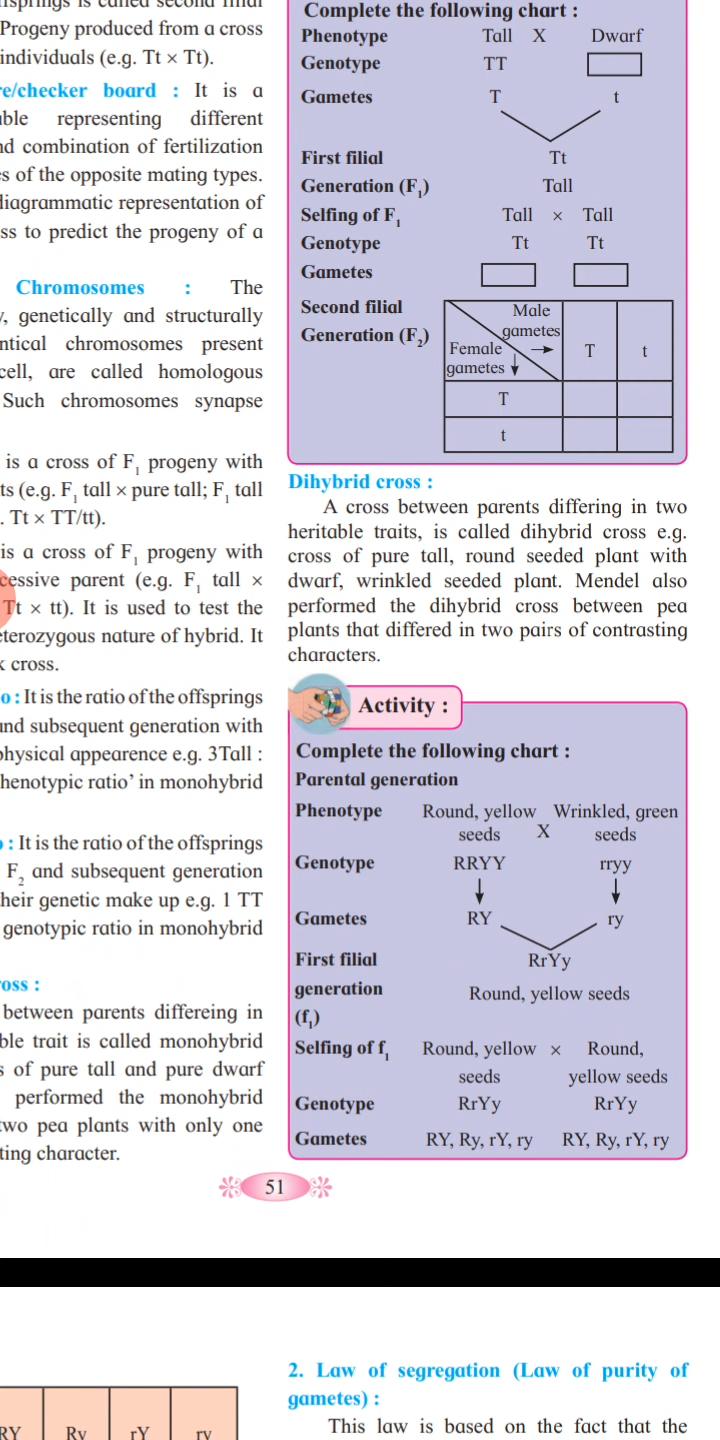 Progeny produced from a cross
individuals (e.g. Tt × Tt).
re/checker board : It is a
able representing different
nd combination of fertilization
es of the opposite mating types.
diagrammatic representation of
ss to predict the progeny of a
Chromosomes : The
y, genetically and structurally
ntical chromosomes present
cell, are called homologous
Such chromosomes synapse
is a cross of F1 progeny with
ts (e.g. F1 tall × pure tall; F1 tall
. Tt × TT/tt).
is a cross of F1 progeny with
cessive parent (e.g. F1 tall ×
Tt × tt). It is used to test the
eterozygous nature of hybrid. It
k cross.
o : It is the ratio of the offsprings
and subsequent generation with
physical appearence e.g. 3Tall :
henotypic ratio’ in monohybrid
o : It is the ratio of the offsprings
F2 and subsequent generation
their genetic make up e.g. 1 TT
genotypic ratio in monohybrid
ross :
between parents differeing in
ble trait is called monohybrid
s of pure tall and pure dwarf
performed the monohybrid
two pea plants with only one
ting character.
Complete the following chart :
Phenotype Tall X Dwarf
Genotype TT
Gametes T t
First filial Tt
Generation (F1) Tall
Selfing of F1 Tall × Tall
Genotype Tt Tt
Gametes
Second filial
Generation (F2)
Male
gametes
Female
gametes
T t
T
t
Dihybrid cross :
A cross between parents differing in two
heritable traits, is called dihybrid cross e.g.
cross of pure tall, round seeded plant with
dwarf, wrinkled seeded plant. Mendel also
performed the dihybrid cross between pea
plants that differed in two pairs of contrasting
characters.
Activity :
Complete the following chart :
Parental generation
Phenotype Round, yellow Wrinkled, green
seeds X seeds
Genotype RRYY rryy
Gametes RY ry
First filial RrYy
generation Round, yellow seeds
(f1)
Selfing of f1 Round, yellow × Round,
seeds yellow seeds
Genotype RrYy RrYy
Gametes RY, Ry, rY, ry RY, Ry, rY, ry
51
RY Ry rY ry
2. Law of segregation (Law of purity of
gametes) :
This law is based on the fact that the